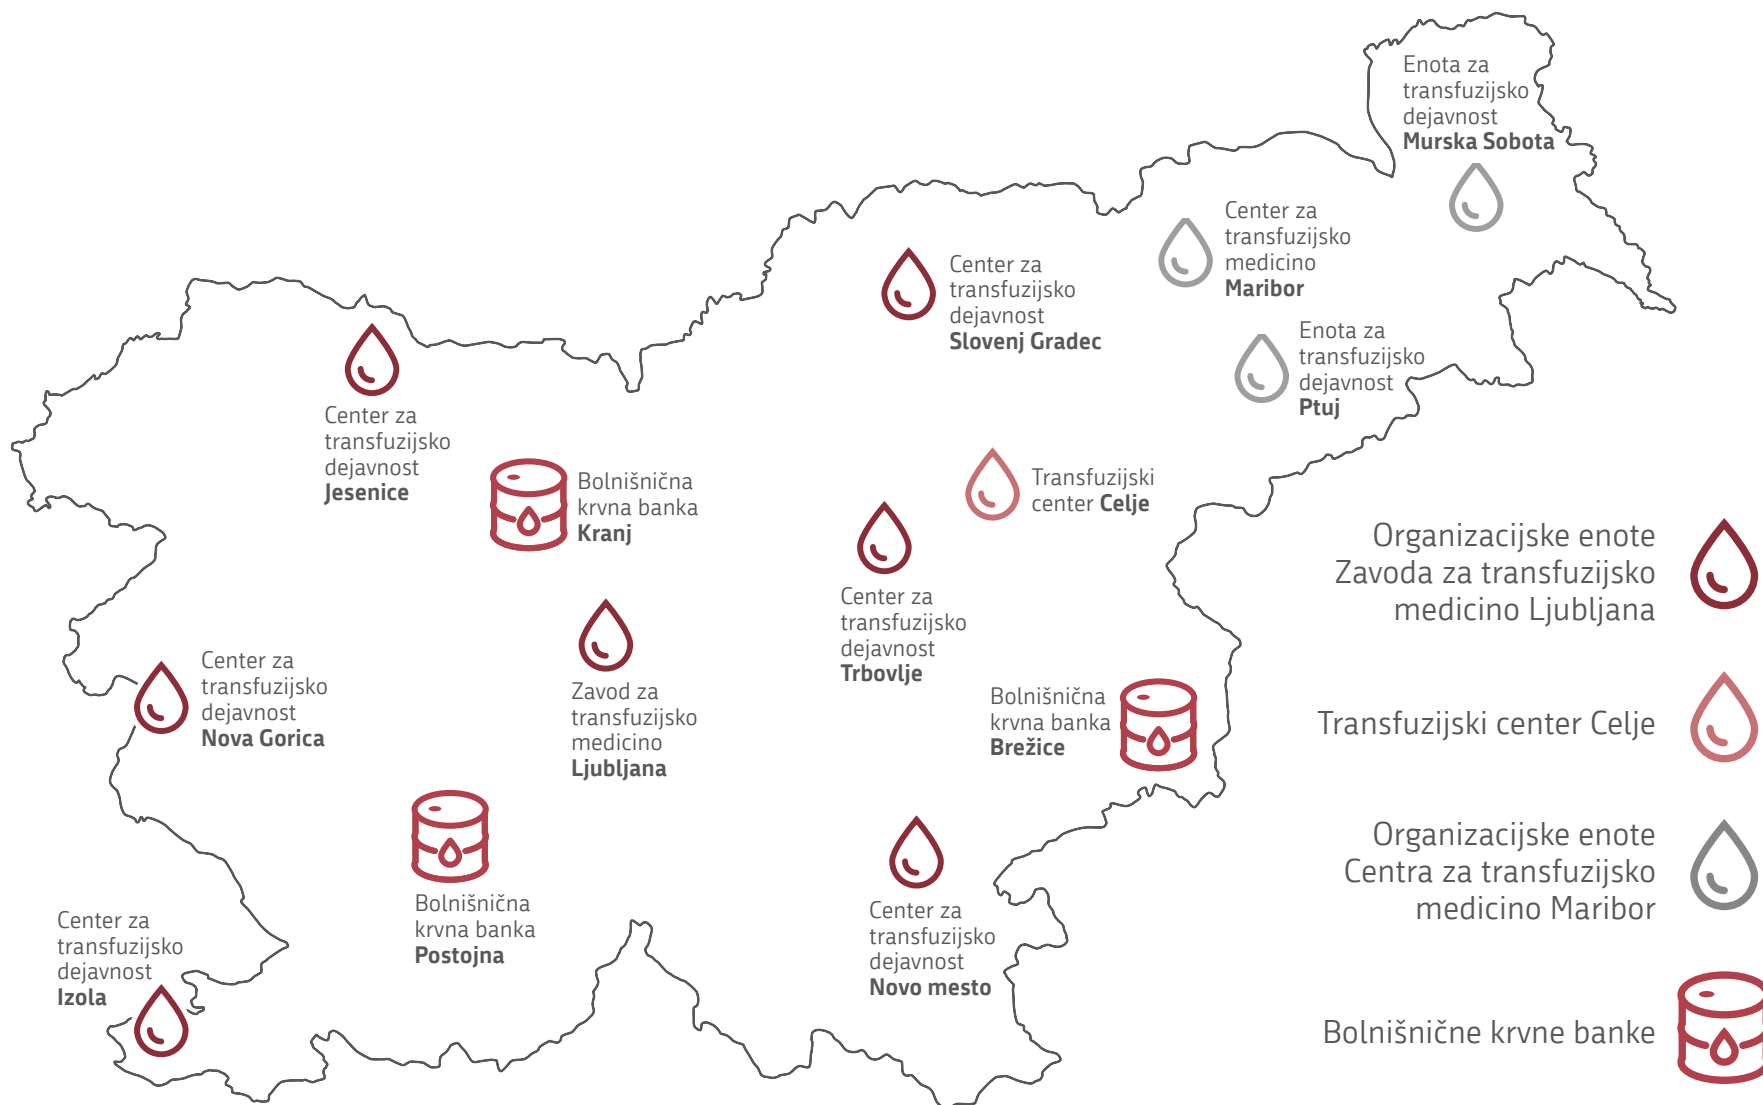 Enota za
transfuzijsko
dejavnost
Murska Sobota
Center za
transfuzijsko
medicino
Maribor
Center za
transfuzijsko
dejavnost
Slovenj Gradec
Enota za
transfuzijsko
dejavnost
Ptuj
Center za
transfuzijsko
dejavnost
Jesenice
Bolnišnična
krvna banka
Kranj
Transfuzijski
center Celje
Center za
transfuzijsko
dejavnost
Trbovlje
Center za
transfuzijsko
dejavnost
Nova Gorica
Zavod za
transfuzijsko
medicino
Ljubljana
Bolnišnična
krvna banka
Brežice
Bolnišnična
krvna banka
Postojna
Center za
transfuzijsko
dejavnost
Novo mesto
Center za
transfuzijsko
dejavnost
Izola
Organizacijske enote
Zavoda za transfuzijsko
medicino Ljubljana
Transfuzijski center Celje
Organizacijske enote
Centra za transfuzijsko
medicino Maribor
Bolnišnične krvne banke